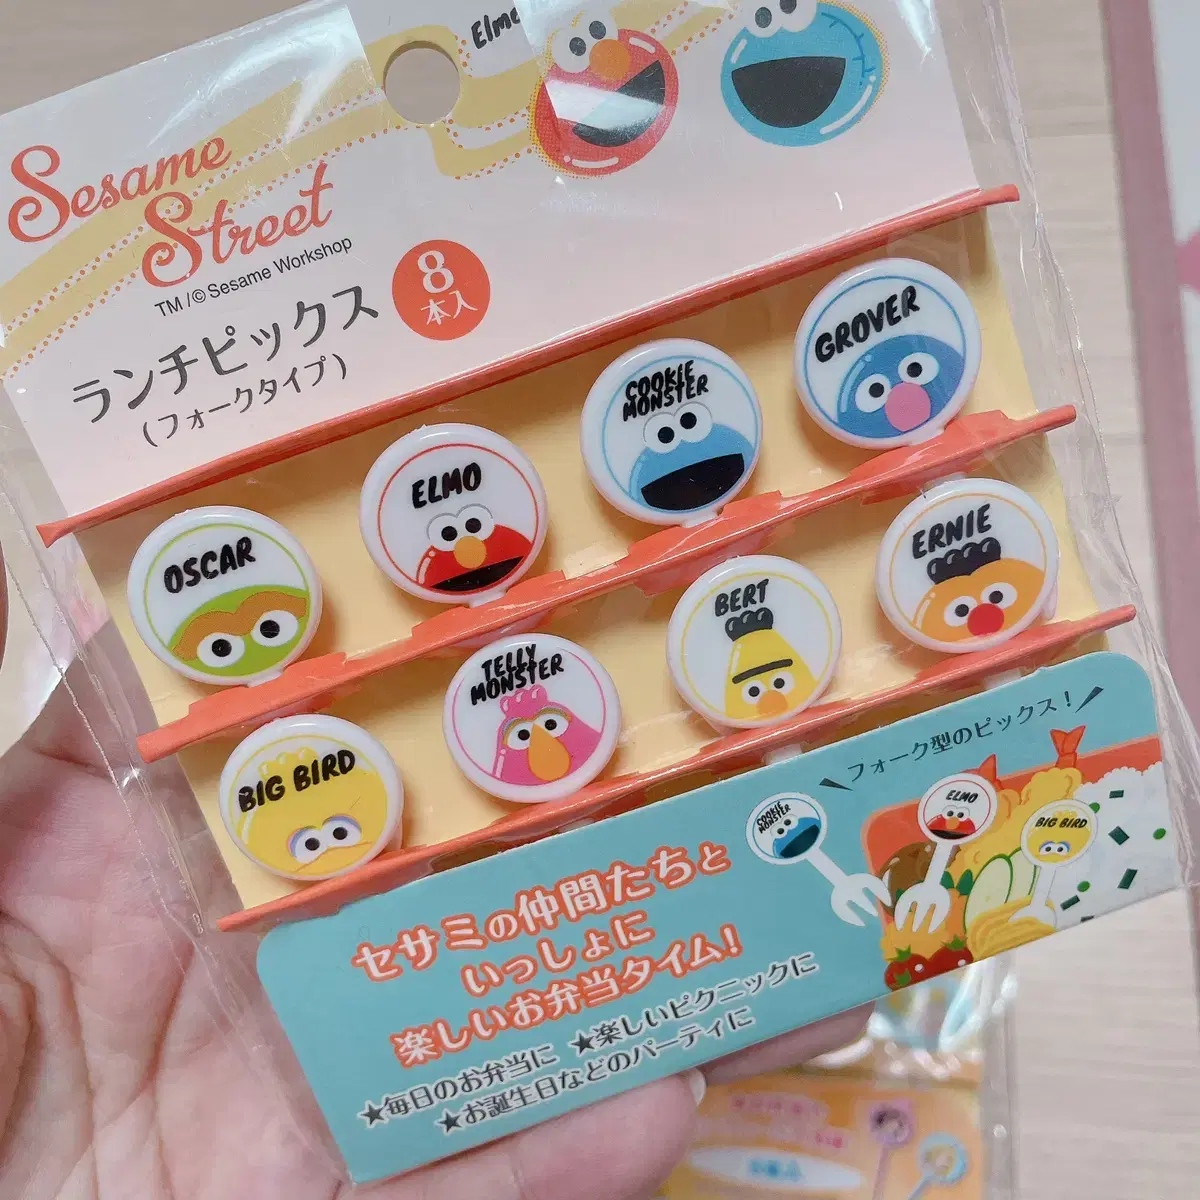 Sesame
Street
TM/©Sesame Workshop
ランチピックス
(フォークタイプ)
8
本入
OSCAR
ELMO
COOKIE
MONSTER
GROVER
BIG BIRD
TELLY
MONSTER
BERT
ERNIE
フォーク型のピックス!
COOKIE
MONSTER
ELMO
BIG BIRD
セサミの仲間たちと
いっしょに
楽しいお弁当タイム!
★毎日のお弁当に ★楽しいピクニックに
★お誕生日などのパーティに